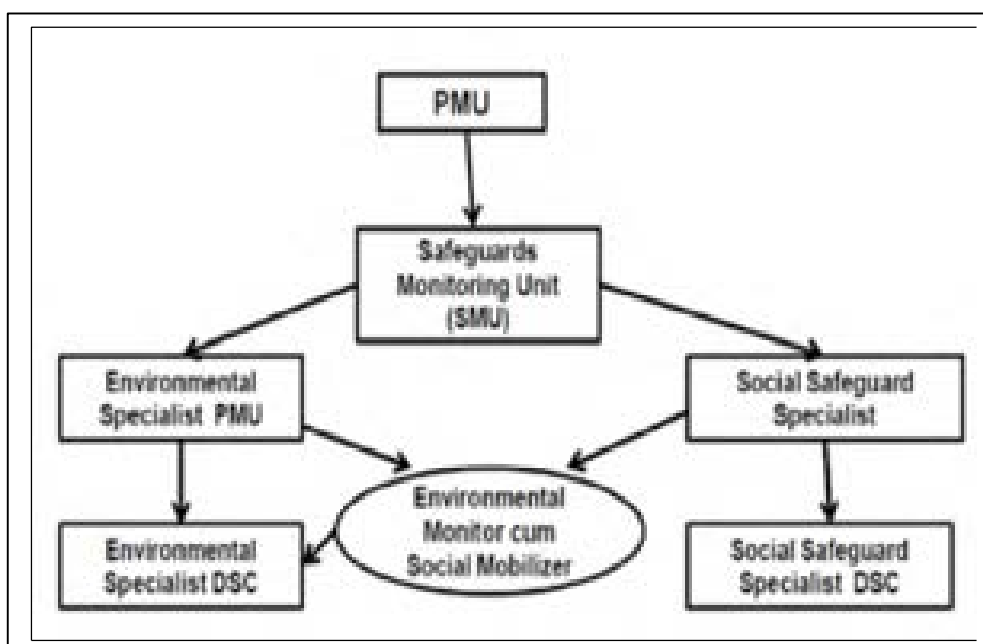 PMU
Safeguards
Monitoring Unit
(SMU)
Environmental
Specialist PMU
Social Safeguard
Specialist
Environmental
Monitor cum
Social Mobilizer
Environmental
Specialist DSC
Social Safeguard
Specialist DSC